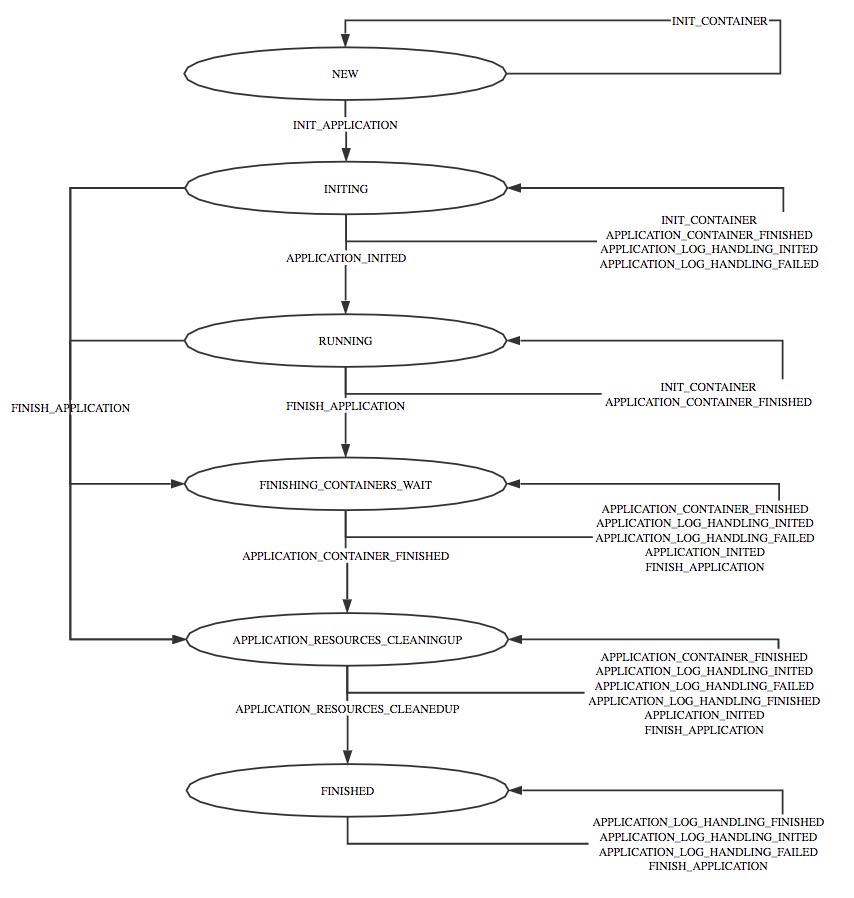 INIT_CONTAINER
NEW
INIT_APPLICATION
INITING
INIT_CONTAINER
APPLICATION_CONTAINER_FINISHED
APPLICATION_LOG_HANDLING_INITED
APPLICATION_LOG_HANDLING_FAILED
APPLICATION_INITED
RUNNING
INIT_CONTAINER
APPLICATION_CONTAINER_FINISHED
FINISH_APPLICATION
FINISH_APPLICATION
FINISHING_CONTAINERS_WAIT
APPLICATION_CONTAINER_FINISHED
APPLICATION_LOG_HANDLING_INITED
APPLICATION_LOG_HANDLING_FAILED
APPLICATION_INITED
FINISH_APPLICATION
APPLICATION_CONTAINER_FINISHED
APPLICATION_RESOURCES_CLEANINGUP
APPLICATION_CONTAINER_FINISHED
APPLICATION_LOG_HANDLING_INITED
APPLICATION_LOG_HANDLING_FAILED
APPLICATION_LOG_HANDLING_FINISHED
APPLICATION_INITED
FINISH_APPLICATION
APPLICATION_RESOURCES_CLEANEDUP
FINISHED
APPLICATION_LOG_HANDLING_FINISHED
APPLICATION_LOG_HANDLING_INITED
APPLICATION_LOG_HANDLING_FAILED
FINISH_APPLICATION